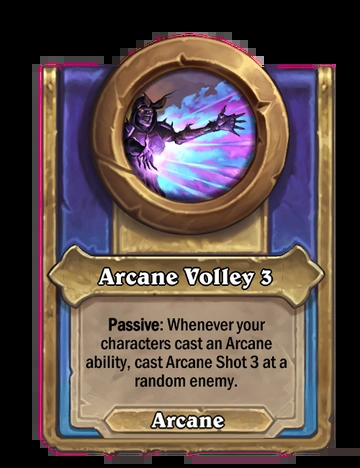 Arcane Volley 3
Passive: Whenever your
characters cast an Arcane
ability, cast Arcane Shot 3 at a
random enemy.
Arcane